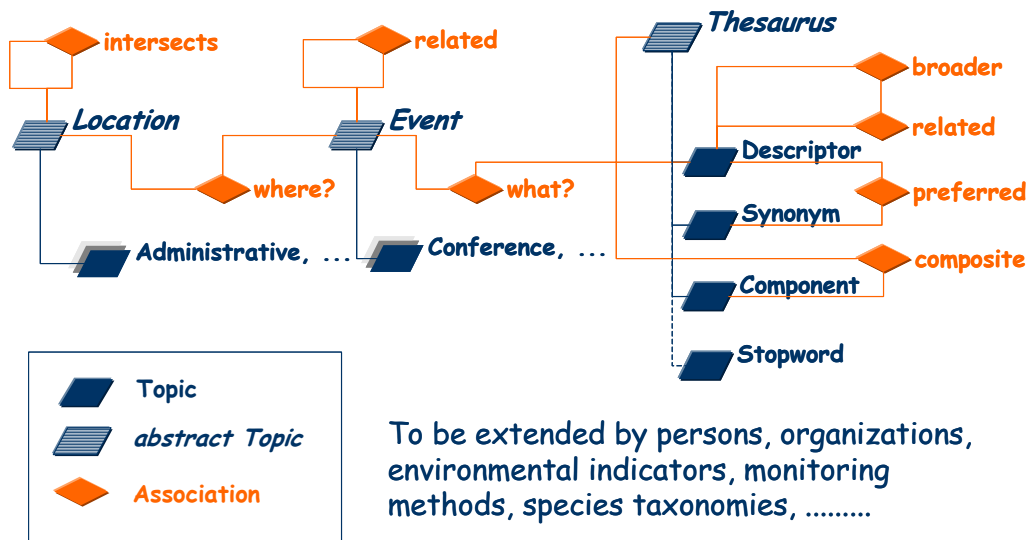 Thesaurus
intersects
related
broader
Location
Event
related
Descriptor
where?
what?
preferred
Synonym
Administrative, ...
Conference, ...
composite
Component
Stopword
Topic
abstract Topic
Association
To be extended by persons, organizations,
environmental indicators, monitoring
methods, species taxonomies, .........